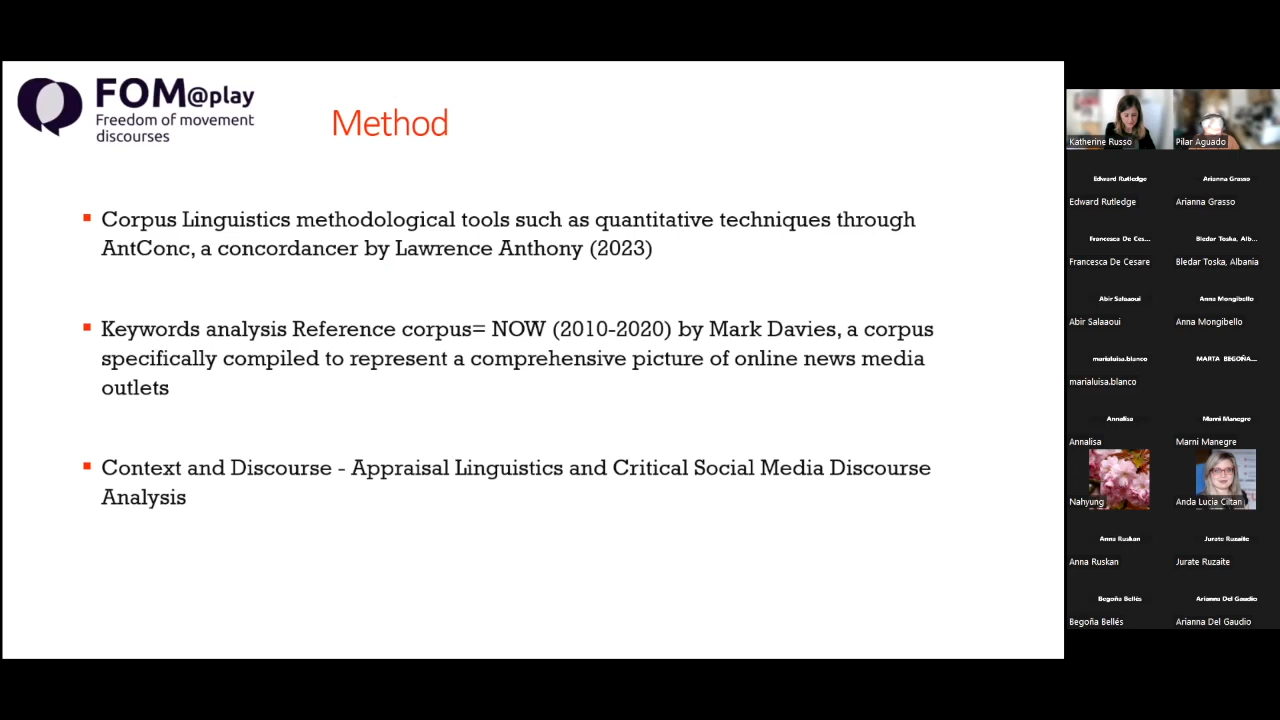 FOM@play
Freedom of movement
discourses
Method
Corpus Linguistics methodological tools such as quantitative techniques through
AntConc, a concordancer by Lawrence Anthony (2023)
Keywords analysis Reference corpus= NOW (2010-2020) by Mark Davies, a corpus
specifically compiled to represent a comprehensive picture of online news media
outlets
Context and Discourse - Appraisal Linguistics and Critical Social Media Discourse
Analysis
Katherine Russo
Pilar Aguado
Edward Rutledge
Edward Rutledge
Arianna Grasso
Arianna Grasso
Francesca De Ces...
Francesca De Cesare
Bledar Toska, Alb...
Bledar Toska, Albania
Abir Salaaoui
Abir Salaaoui
Anna Mongibello
Anna Mongibello
marialuisa.blanco
marialuisa.blanco
MARTA BEGOÑA...
Annalisa
Annalisa
Marni Manegre
Marni Manegre
Nahyung
Anda Lucia Ciltan
Anna Ruskan
Anna Ruskan
Jurate Ruzaite
Jurate Ruzaite
Begoña Bellés
Begoña Bellés
Arianna Del Gaudio
Arianna Del Gaudio